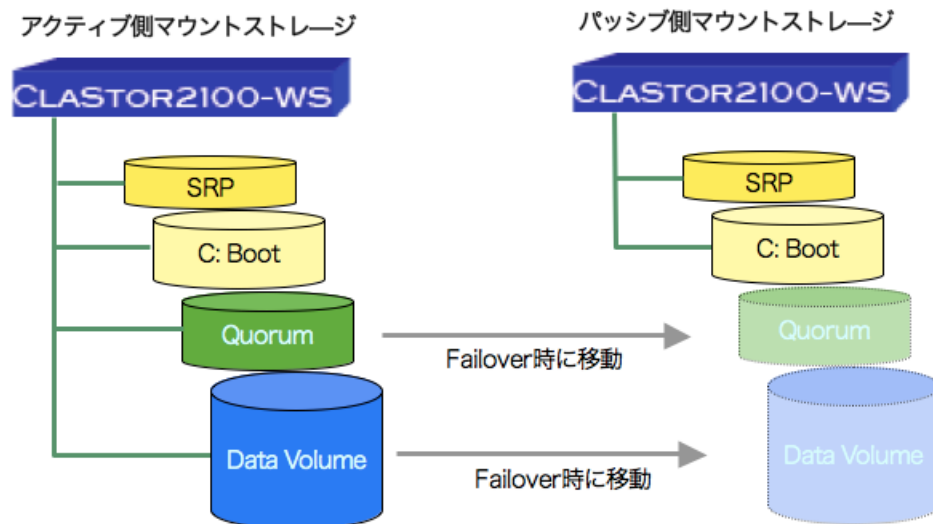 アクティブ側マウントストレージ
パッシブ側マウントストレージ
CLASTOR2100-WS
CLASTOR2100-WS
SRP
SRP
C: Boot
C: Boot
Quorum
Failover時に移動
Quorum
Data Volume
Failover時に移動
Data Volume